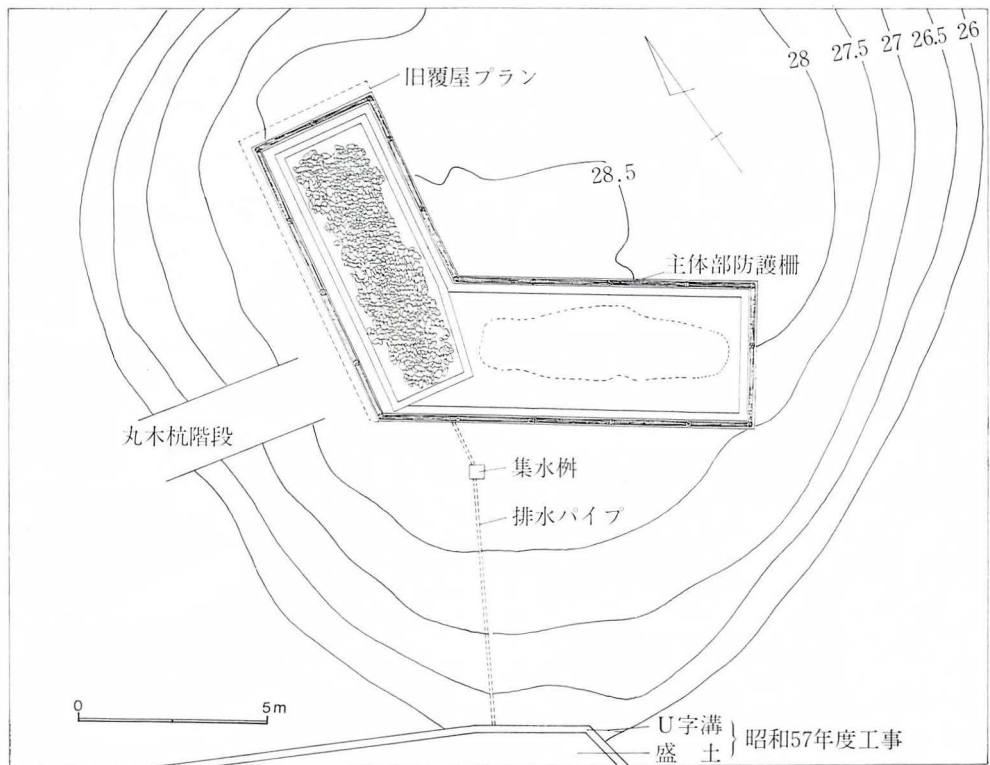 旧覆屋プラン
28
27.5
27
26.5
26
28.5
主体部防護柵
丸木杭階段
集水桝
排水パイプ
0 5m
U字溝
盛土
昭和57年度工事